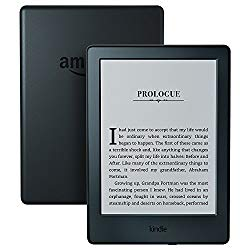 amazon
PROLOGUE
I had just come to accept that my life would
be ordinary when extraordinary things
began to happen. The first of these came as
a terrible shock and, like anything that changes
you forever, split my life into halves: Before and
After. Like many of the extraordinary things to
come, it involved my grandfather, Abraham
Portman.
Growing up, Grandpa Portman was the most
fascinating person I knew. He had lived in an
orphanage, fought in wars, crossed oceans by
steamship and deserts on horseback, performed
kindle